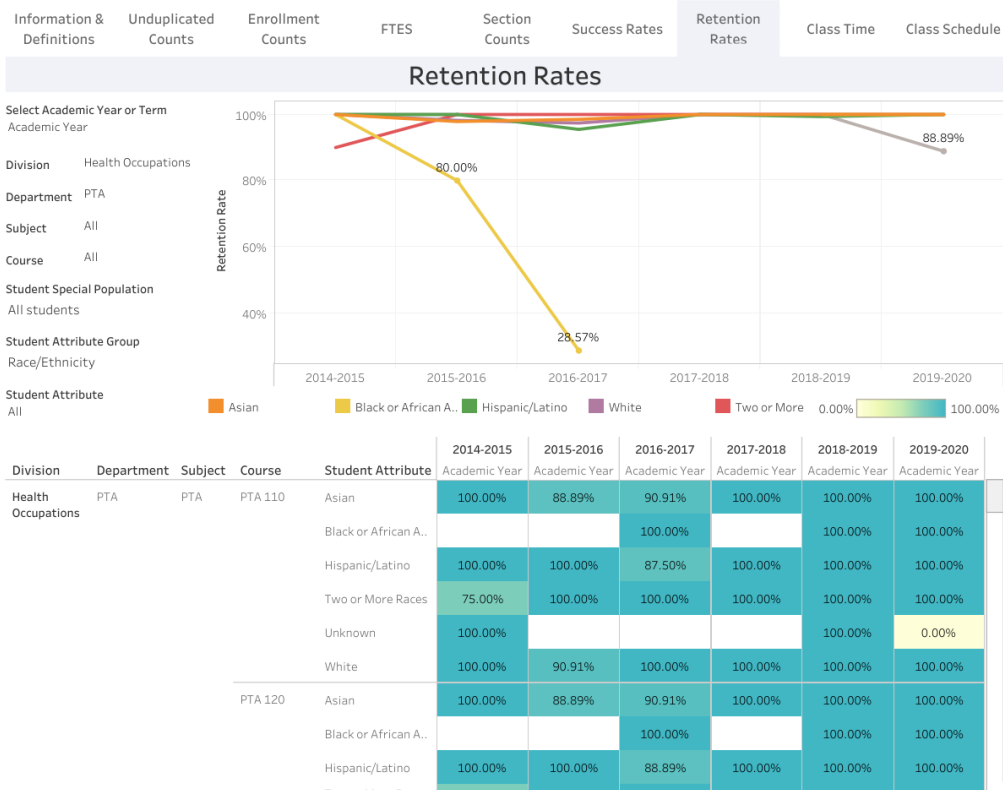 Information & Definitions
Unduplicated Counts
Enrollment Counts
FTES
Section Counts
Success Rates
Retention Rates
Class Time
Class Schedule
Retention Rates
Select Academic Year or Term
Academic Year
Division Health Occupations
Department PTA
Subject All
Course All
Student Special Population
All students
Student Attribute Group
Race/Ethnicity
Student Attribute
All
Retention Rate
100%
80%
60%
40%
80.00%
28.57%
88.89%
2014-2015 2015-2016 2016-2017 2017-2018 2018-2019 2019-2020
Asian Black or African A.. Hispanic/Latino White Two or More 0.00% 100.00%
2014-2015 2015-2016 2016-2017 2017-2018 2018-2019 2019-2020
Division Department Subject Course Student Attribute Academic Year Academic Year Academic Year Academic Year Academic Year Academic Year
Health Occupations PTA PTA PTA 110 Asian 100.00% 88.89% 90.91% 100.00% 100.00% 100.00%
Black or African A.. 100.00% 100.00% 100.00%
Hispanic/Latino 100.00% 100.00% 87.50% 100.00% 100.00% 100.00%
Two or More Races 75.00% 100.00% 100.00% 100.00% 100.00% 100.00%
Unknown 100.00% 100.00% 0.00%
White 100.00% 90.91% 100.00% 100.00% 100.00% 100.00%
PTA 120 Asian 100.00% 88.89% 90.91% 100.00% 100.00% 100.00%
Black or African A.. 100.00% 100.00% 100.00%
Hispanic/Latino 100.00% 100.00% 88.89% 100.00% 100.00% 100.00%